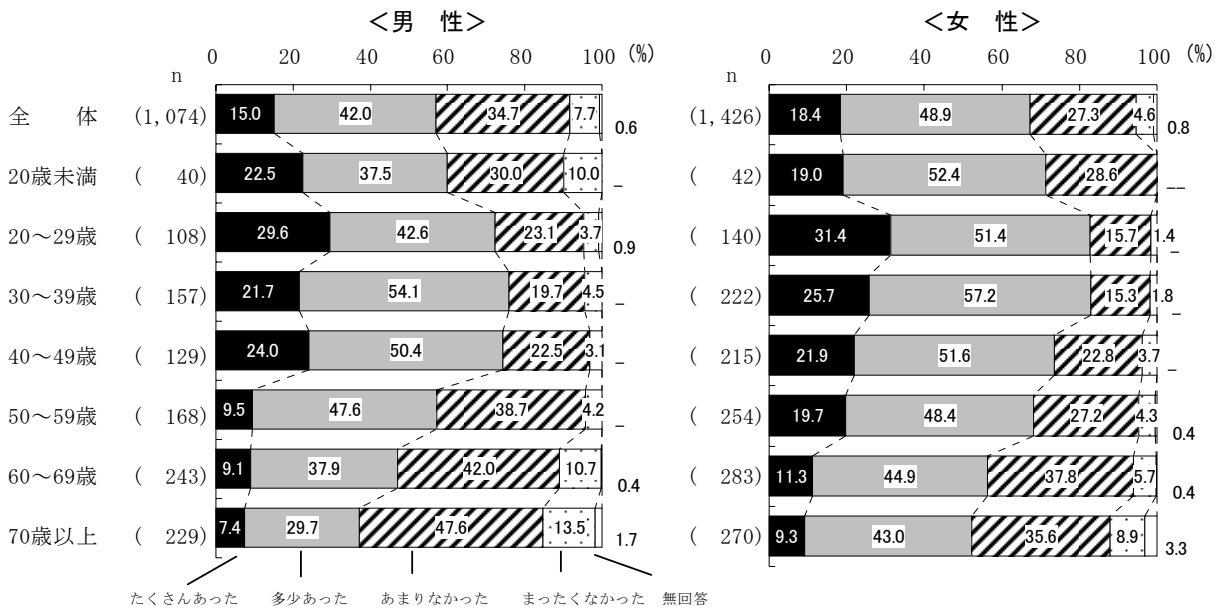 ＜男　性＞ ＜女　性＞
0 20 40 60 80 100 (%) 0 20 40 60 80 100 (%)
n n
全　体 (1,074) 15.0 42.0 34.7 7.7 0.6 (1,426) 18.4 48.9 27.3 4.6 0.8
20歳未満 ( 40) 22.5 37.5 30.0 10.0 – ( 42) 19.0 52.4 28.6 – –
20～29歳 ( 108) 29.6 42.6 23.1 3.7 0.9 ( 140) 31.4 51.4 15.7 1.4 –
30～39歳 ( 157) 21.7 54.1 19.7 4.5 – ( 222) 25.7 57.2 15.3 1.8 –
40～49歳 ( 129) 24.0 50.4 22.5 3.1 – ( 215) 21.9 51.6 22.8 3.7 –
50～59歳 ( 168) 9.5 47.6 38.7 4.2 – ( 254) 19.7 48.4 27.2 4.3 0.4
60～69歳 ( 243) 9.1 37.9 42.0 10.7 0.4 ( 283) 11.3 44.9 37.8 5.7 0.4
70歳以上 ( 229) 7.4 29.7 47.6 13.5 1.7 ( 270) 9.3 43.0 35.6 8.9 3.3
たくさんあった 多少あった あまりなかった まったくなかった 無回答